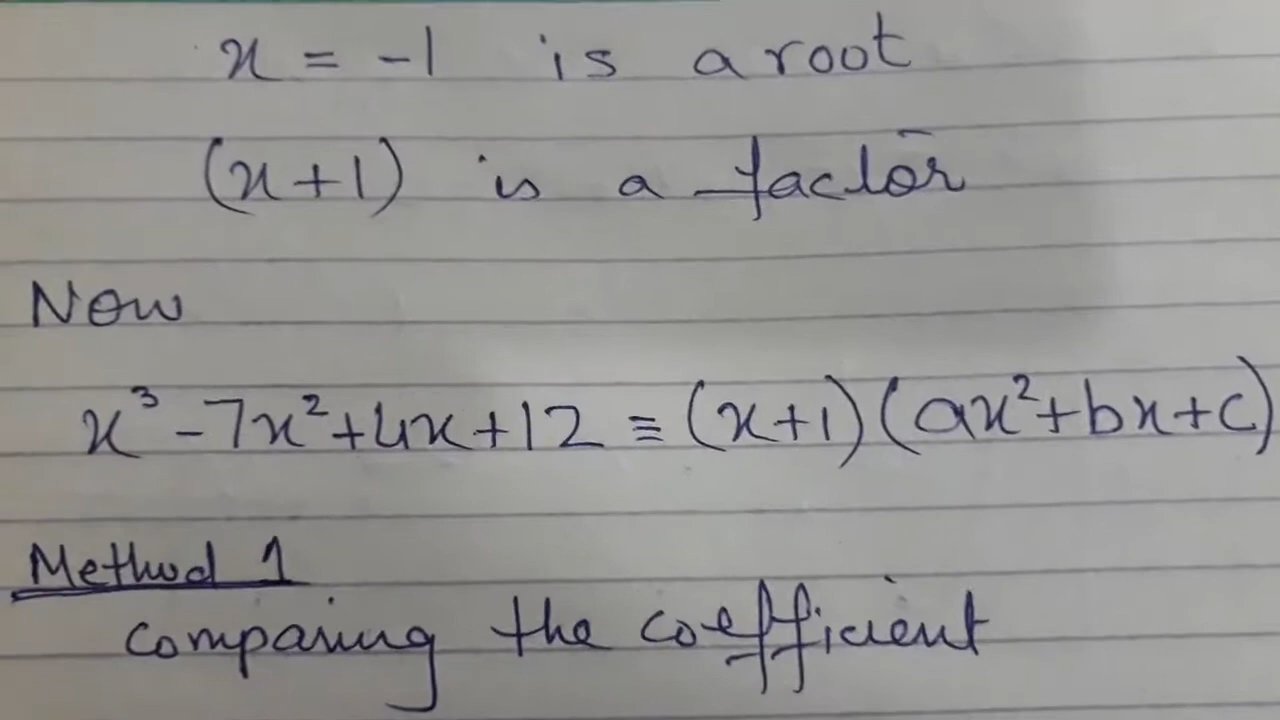 x = -1 is a root
(x+1) is a factor
Now
x³ - 7x² + 4x + 12 ≡ (x+1)(ax² + bx + c)
Method 1
comparing the coefficient